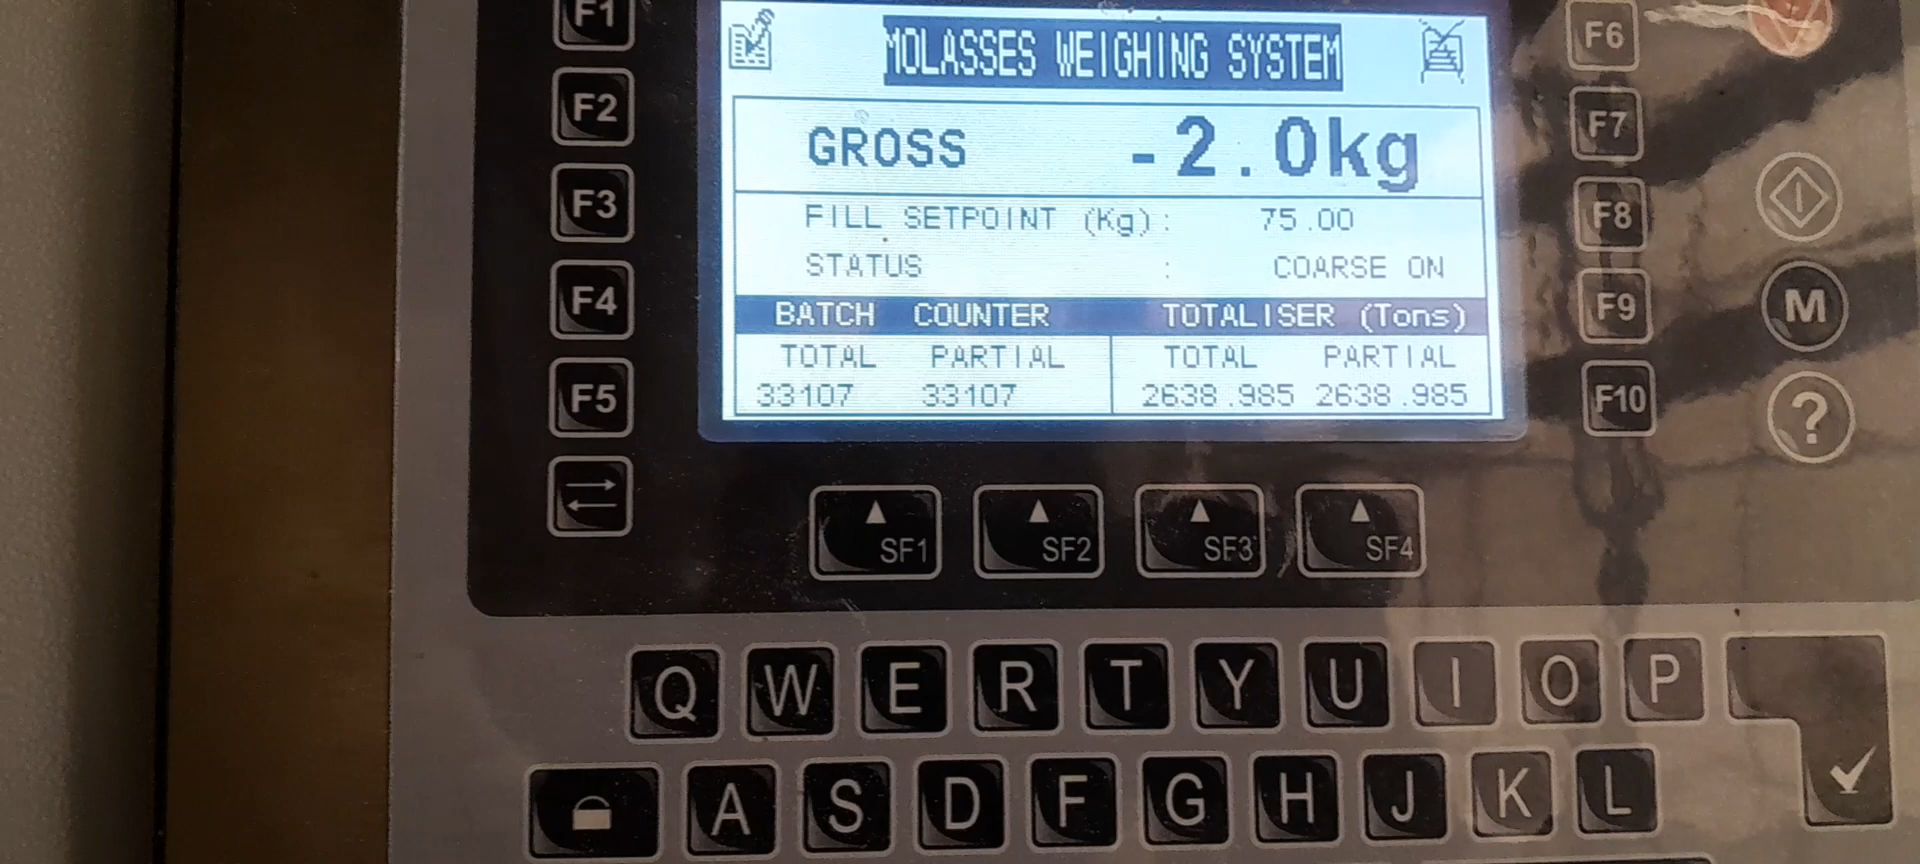 MOLASSES WEIGHING SYSTEM
GROSS -2.0kg
FILL SETPOINT (Kg): 75.00
STATUS : COARSE ON
BATCH COUNTER TOTALISER (Tons)
TOTAL PARTIAL TOTAL PARTIAL
33107 33107 2638.985 2638.985
F1
F2
F3
F4
F5
F6
F7
F8
F9
F10
M
?
SF1 SF2 SF3 SF4
Q W E R T Y U I O P
A S D F G H J K L